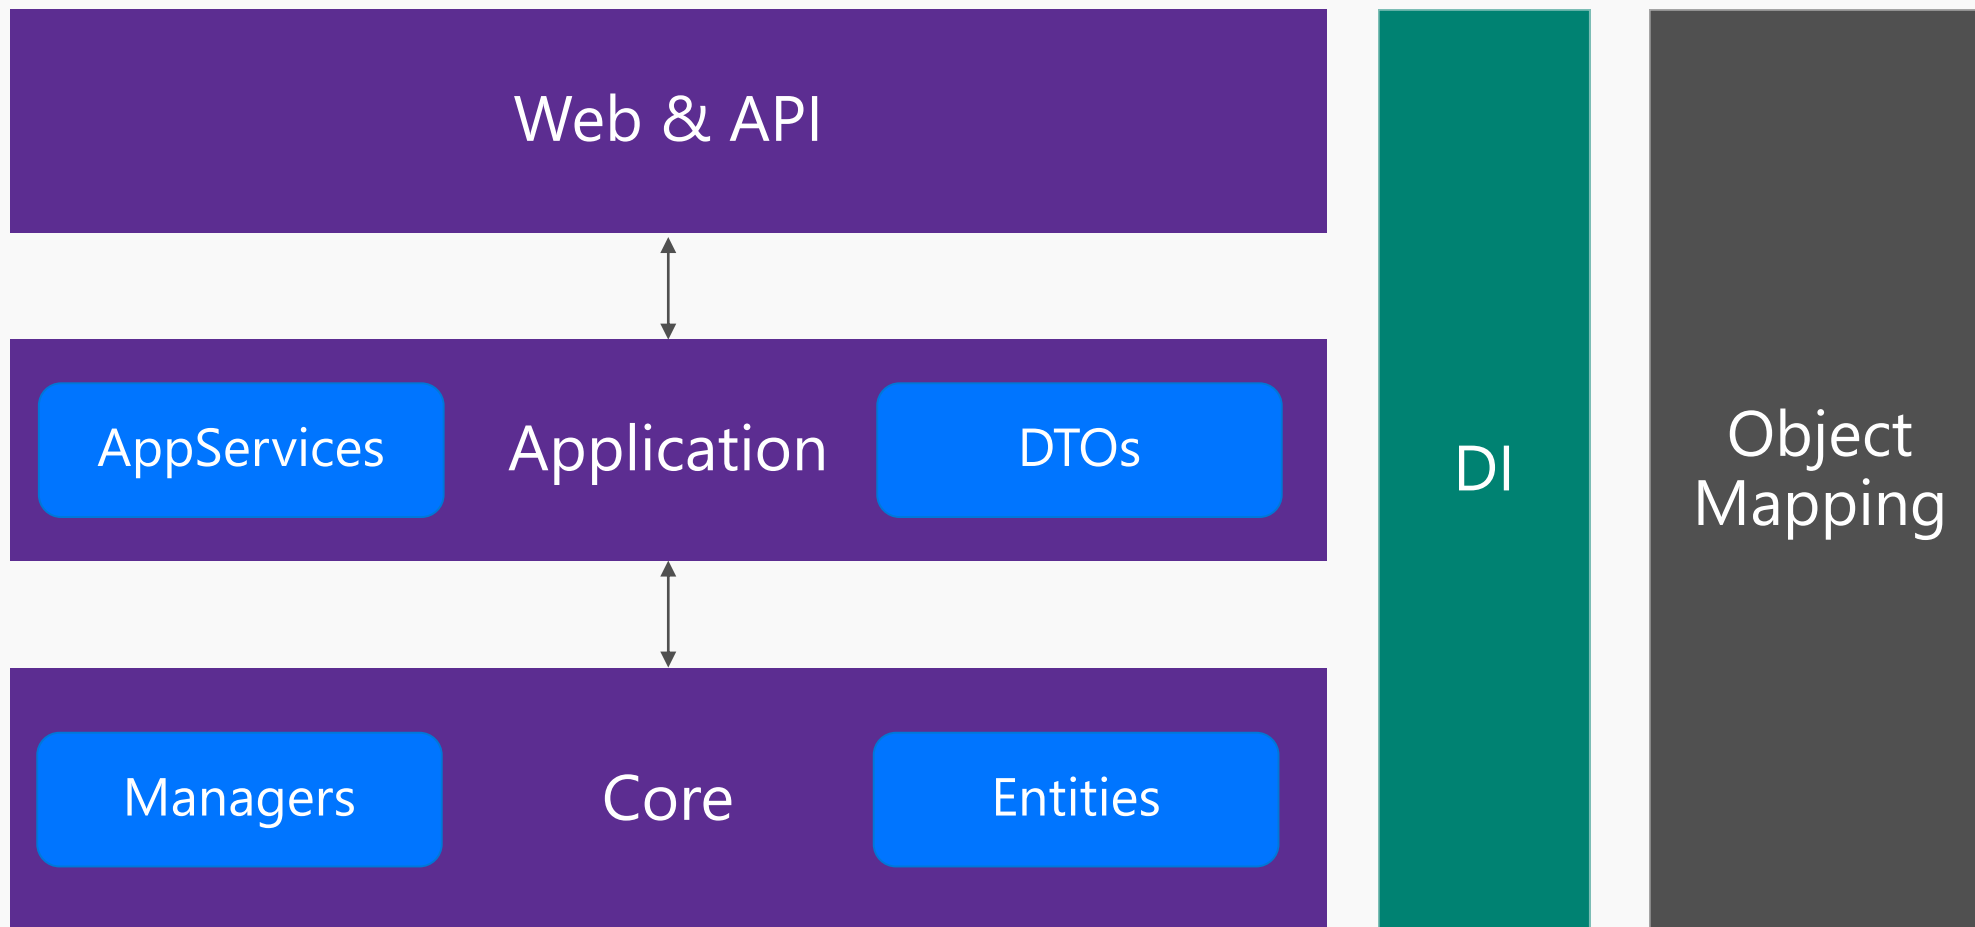 Web & API
AppServices
Application
DTOs
Managers
Core
Entities
DI
Object
Mapping